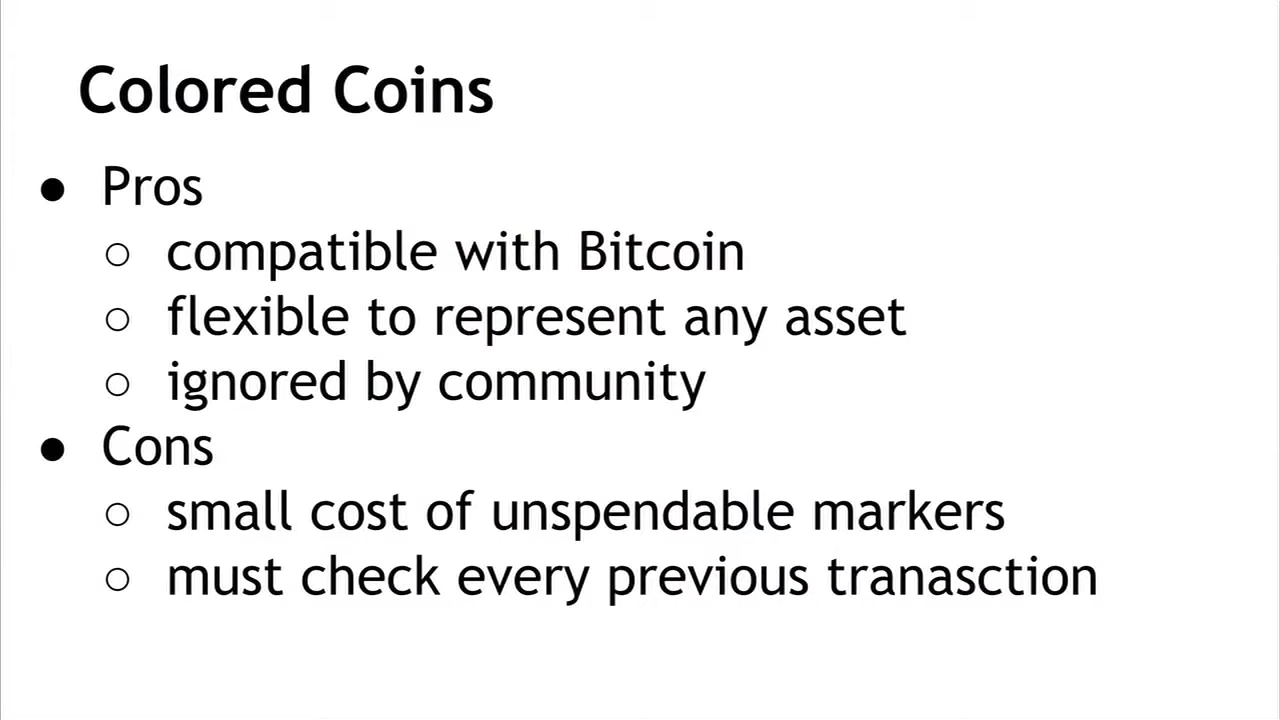 Colored Coins
● Pros
○ compatible with Bitcoin
○ flexible to represent any asset
○ ignored by community
● Cons
○ small cost of unspendable markers
○ must check every previous tranasction